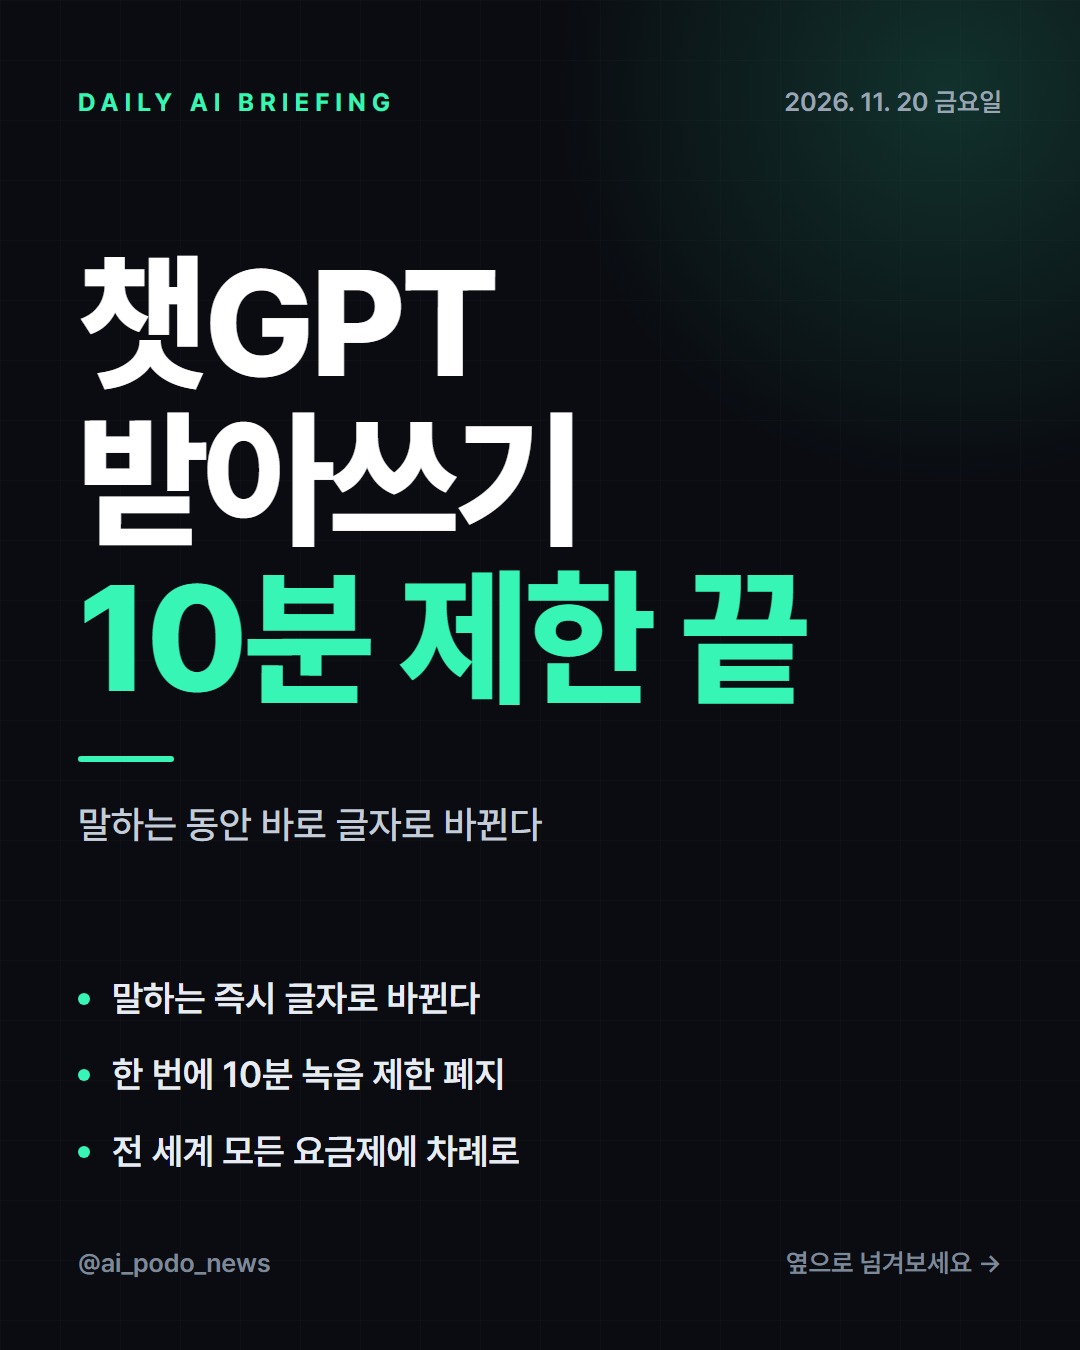 DAILY AI BRIEFING
2026. 11. 20 금요일
챗GPT
받아쓰기
10분 제한 끝
말하는 동안 바로 글자로 바뀐다
말하는 즉시 글자로 바뀐다
한 번에 10분 녹음 제한 폐지
전 세계 모든 요금제에 차례로
@ai_podo_news
옆으로 넘겨보세요 →